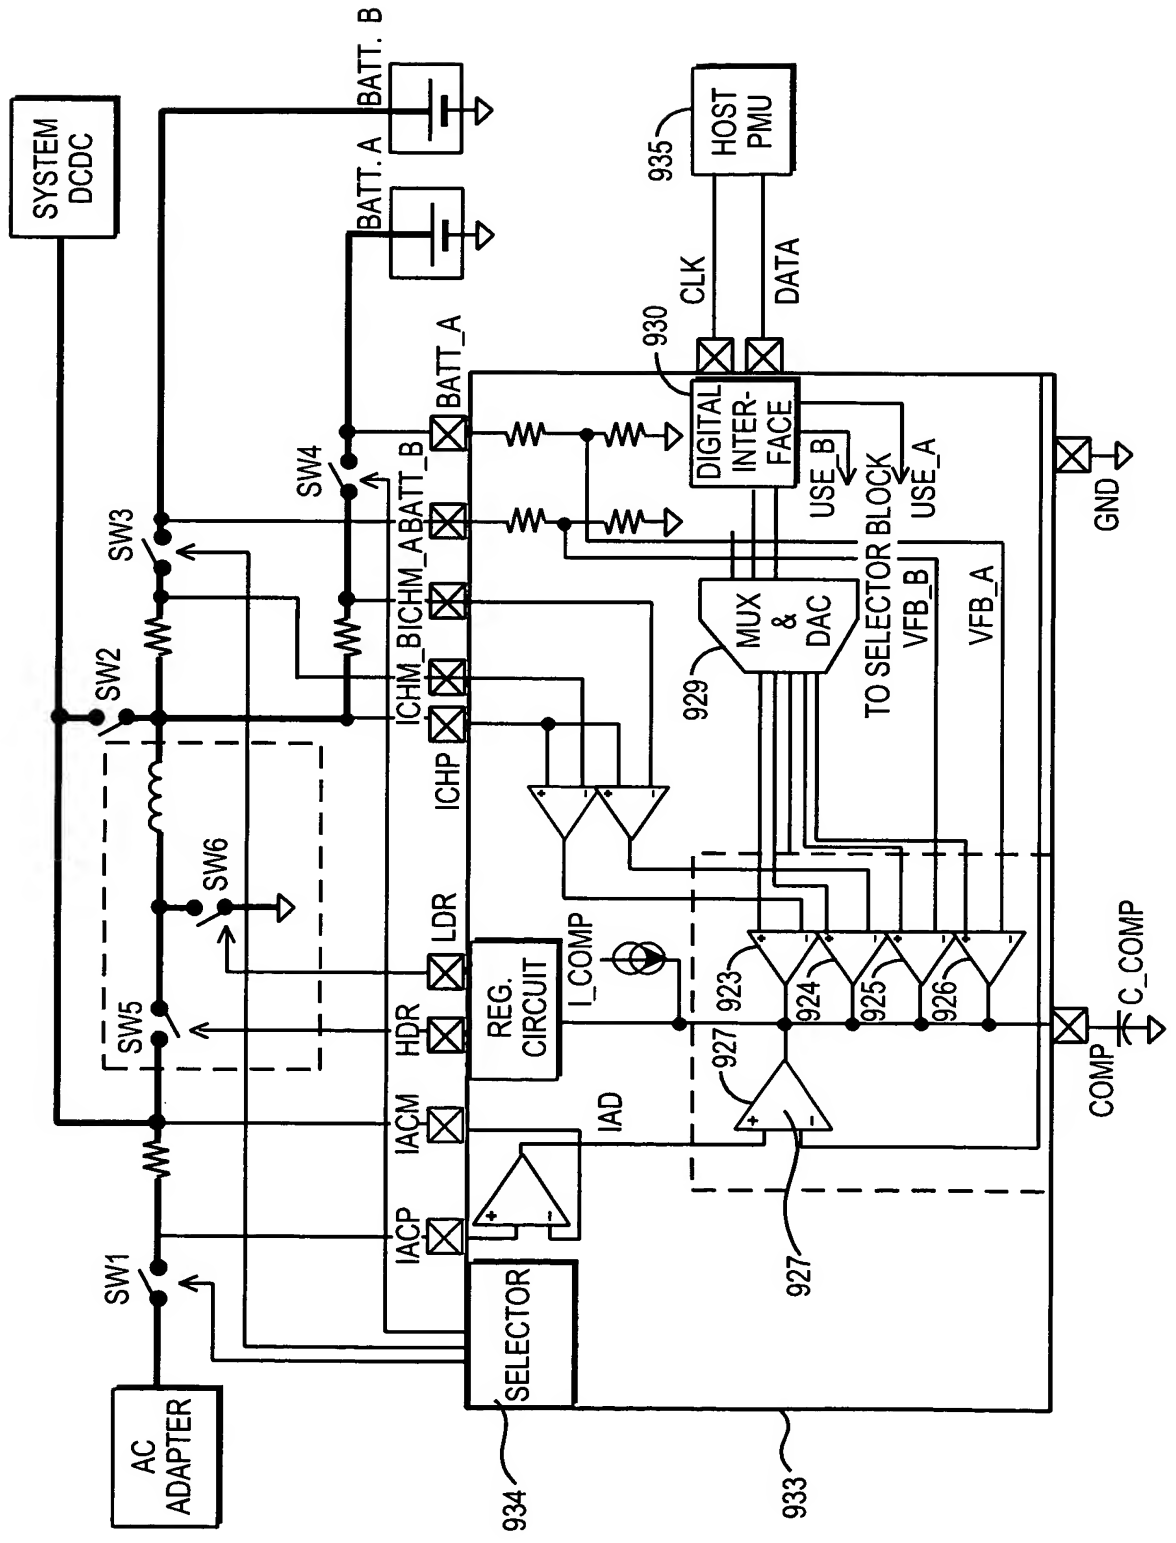 AC
ADAPTER
SW1
SW5
SW6
SW2
SW3
SW4
SYSTEM
DCDC
BATT. A
BATT. B
IACP
IACM
HDR
LDR
ICHP
ICHM_B
ICHM_A
BATT_B
BATT_A
934
SELECTOR
+
-
IAD
REG.
CIRCUIT
I_COMP
+
-
+
-
DIGITAL
INTER-
FACE
930
CLK
DATA
HOST
PMU
935
USE_B
USE_A
TO SELECTOR BLOCK
MUX
&
DAC
929
VFB_B
VFB_A
927
+
-
927
923
+
-
924
+
-
925
+
-
926
+
-
933
COMP
C_COMP
GND